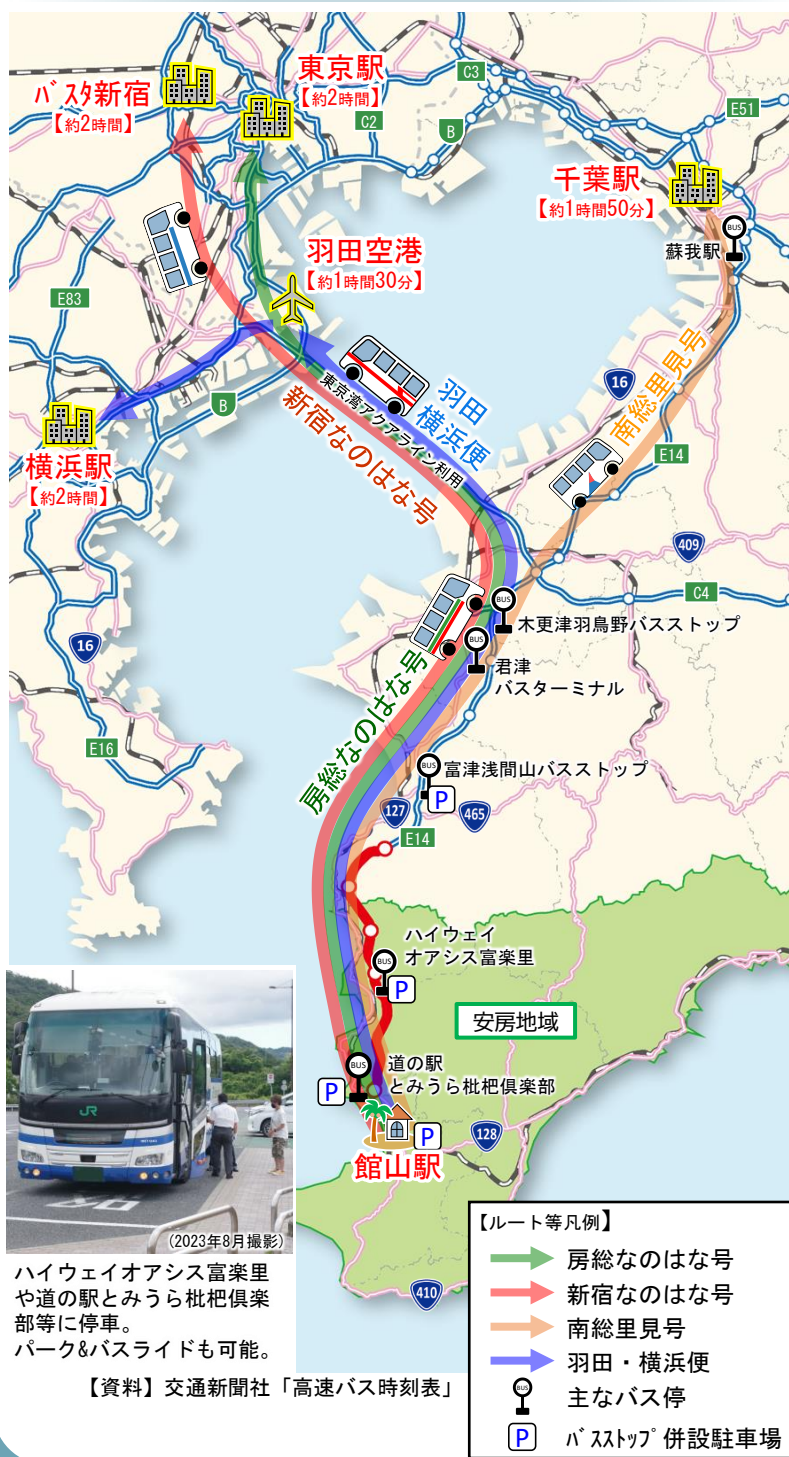 東京駅
【約2時間】
バスタ新宿
【約2時間】
C3
C2
B
E51
千葉駅
【約1時間50分】
BUS
蘇我駅
羽田空港
【約1時間30分】
E83
羽田
横浜便
東京湾アクアライン利用
新宿なのはな号
16
南総里見号
E14
B
横浜駅
【約2時間】
409
C4
BUS
木更津羽鳥野バスストップ
BUS
君津
バスターミナル
16
房総なのはな号
E16
BUS
富津浅間山バスストップ
P
127
465
E14
ハイウェイ
オアシス富楽里
BUS
P
安房地域
BUS
道の駅
とみうら枇杷倶楽部
P
P
128
館山駅
410
JR
(2023年8月撮影)
ハイウェイオアシス富楽里
や道の駅とみうら枇杷倶楽
部等に停車。
パーク&バスライドも可能。
【資料】交通新聞社「高速バス時刻表」
【ルート等凡例】
房総なのはな号
新宿なのはな号
南総里見号
羽田・横浜便
BUS
主なバス停
P
バスストップ併設駐車場